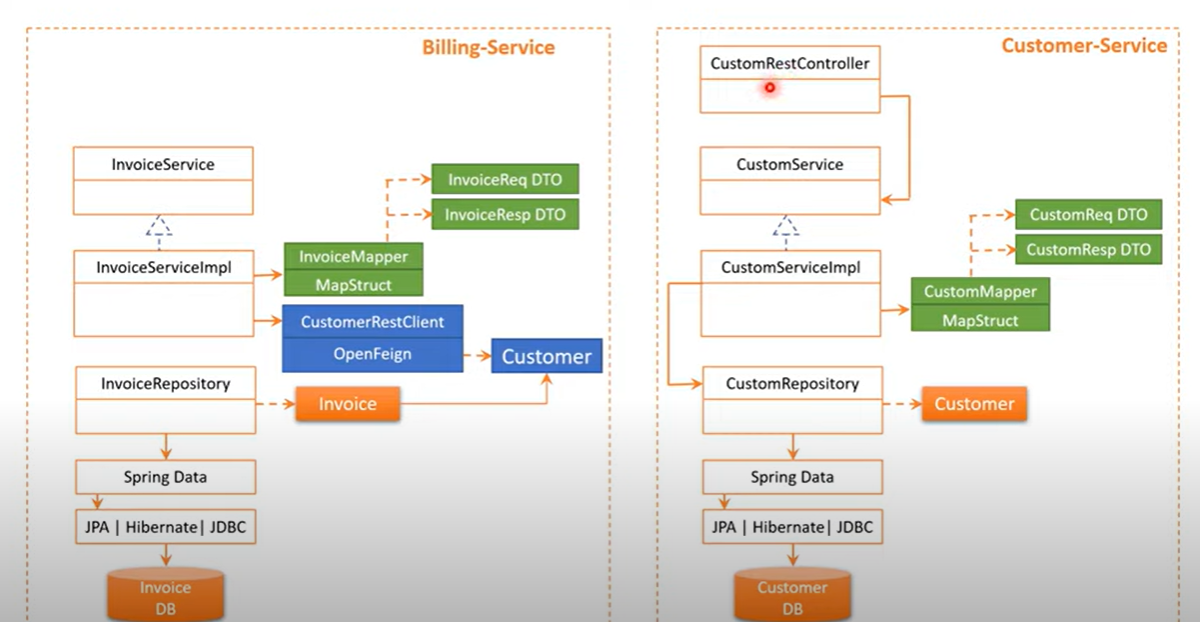 Billing-Service
InvoiceService
InvoiceReq DTO
InvoiceResp DTO
InvoiceServiceImpl
InvoiceMapper
MapStruct
CustomerRestClient
OpenFeign
Customer
InvoiceRepository
Invoice
Spring Data
JPA | Hibernate| JDBC
Invoice
DB
Customer-Service
CustomRestController
CustomService
CustomReq DTO
CustomResp DTO
CustomServiceImpl
CustomMapper
MapStruct
CustomRepository
Customer
Spring Data
JPA | Hibernate| JDBC
Customer
DB